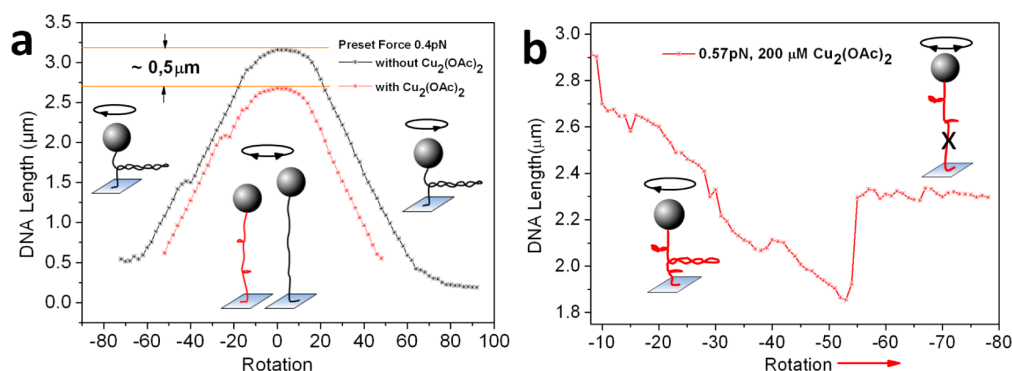 a
3.5
3.0
2.5
2.0
1.5
1.0
0.5
0.0
DNA Length (µm)
~ 0,5µm
Preset Force 0.4pN
without Cu₂(OAc)₂
with Cu₂(OAc)₂
-80 -60 -40 -20 0 20 40 60 80 100
Rotation
b
3.0
2.8
2.6
2.4
2.2
2.0
1.8
DNA Length(µm)
0.57pN, 200 µM Cu₂(OAc)₂
X
-10 -20 -30 -40 -50 -60 -70 -80
Rotation